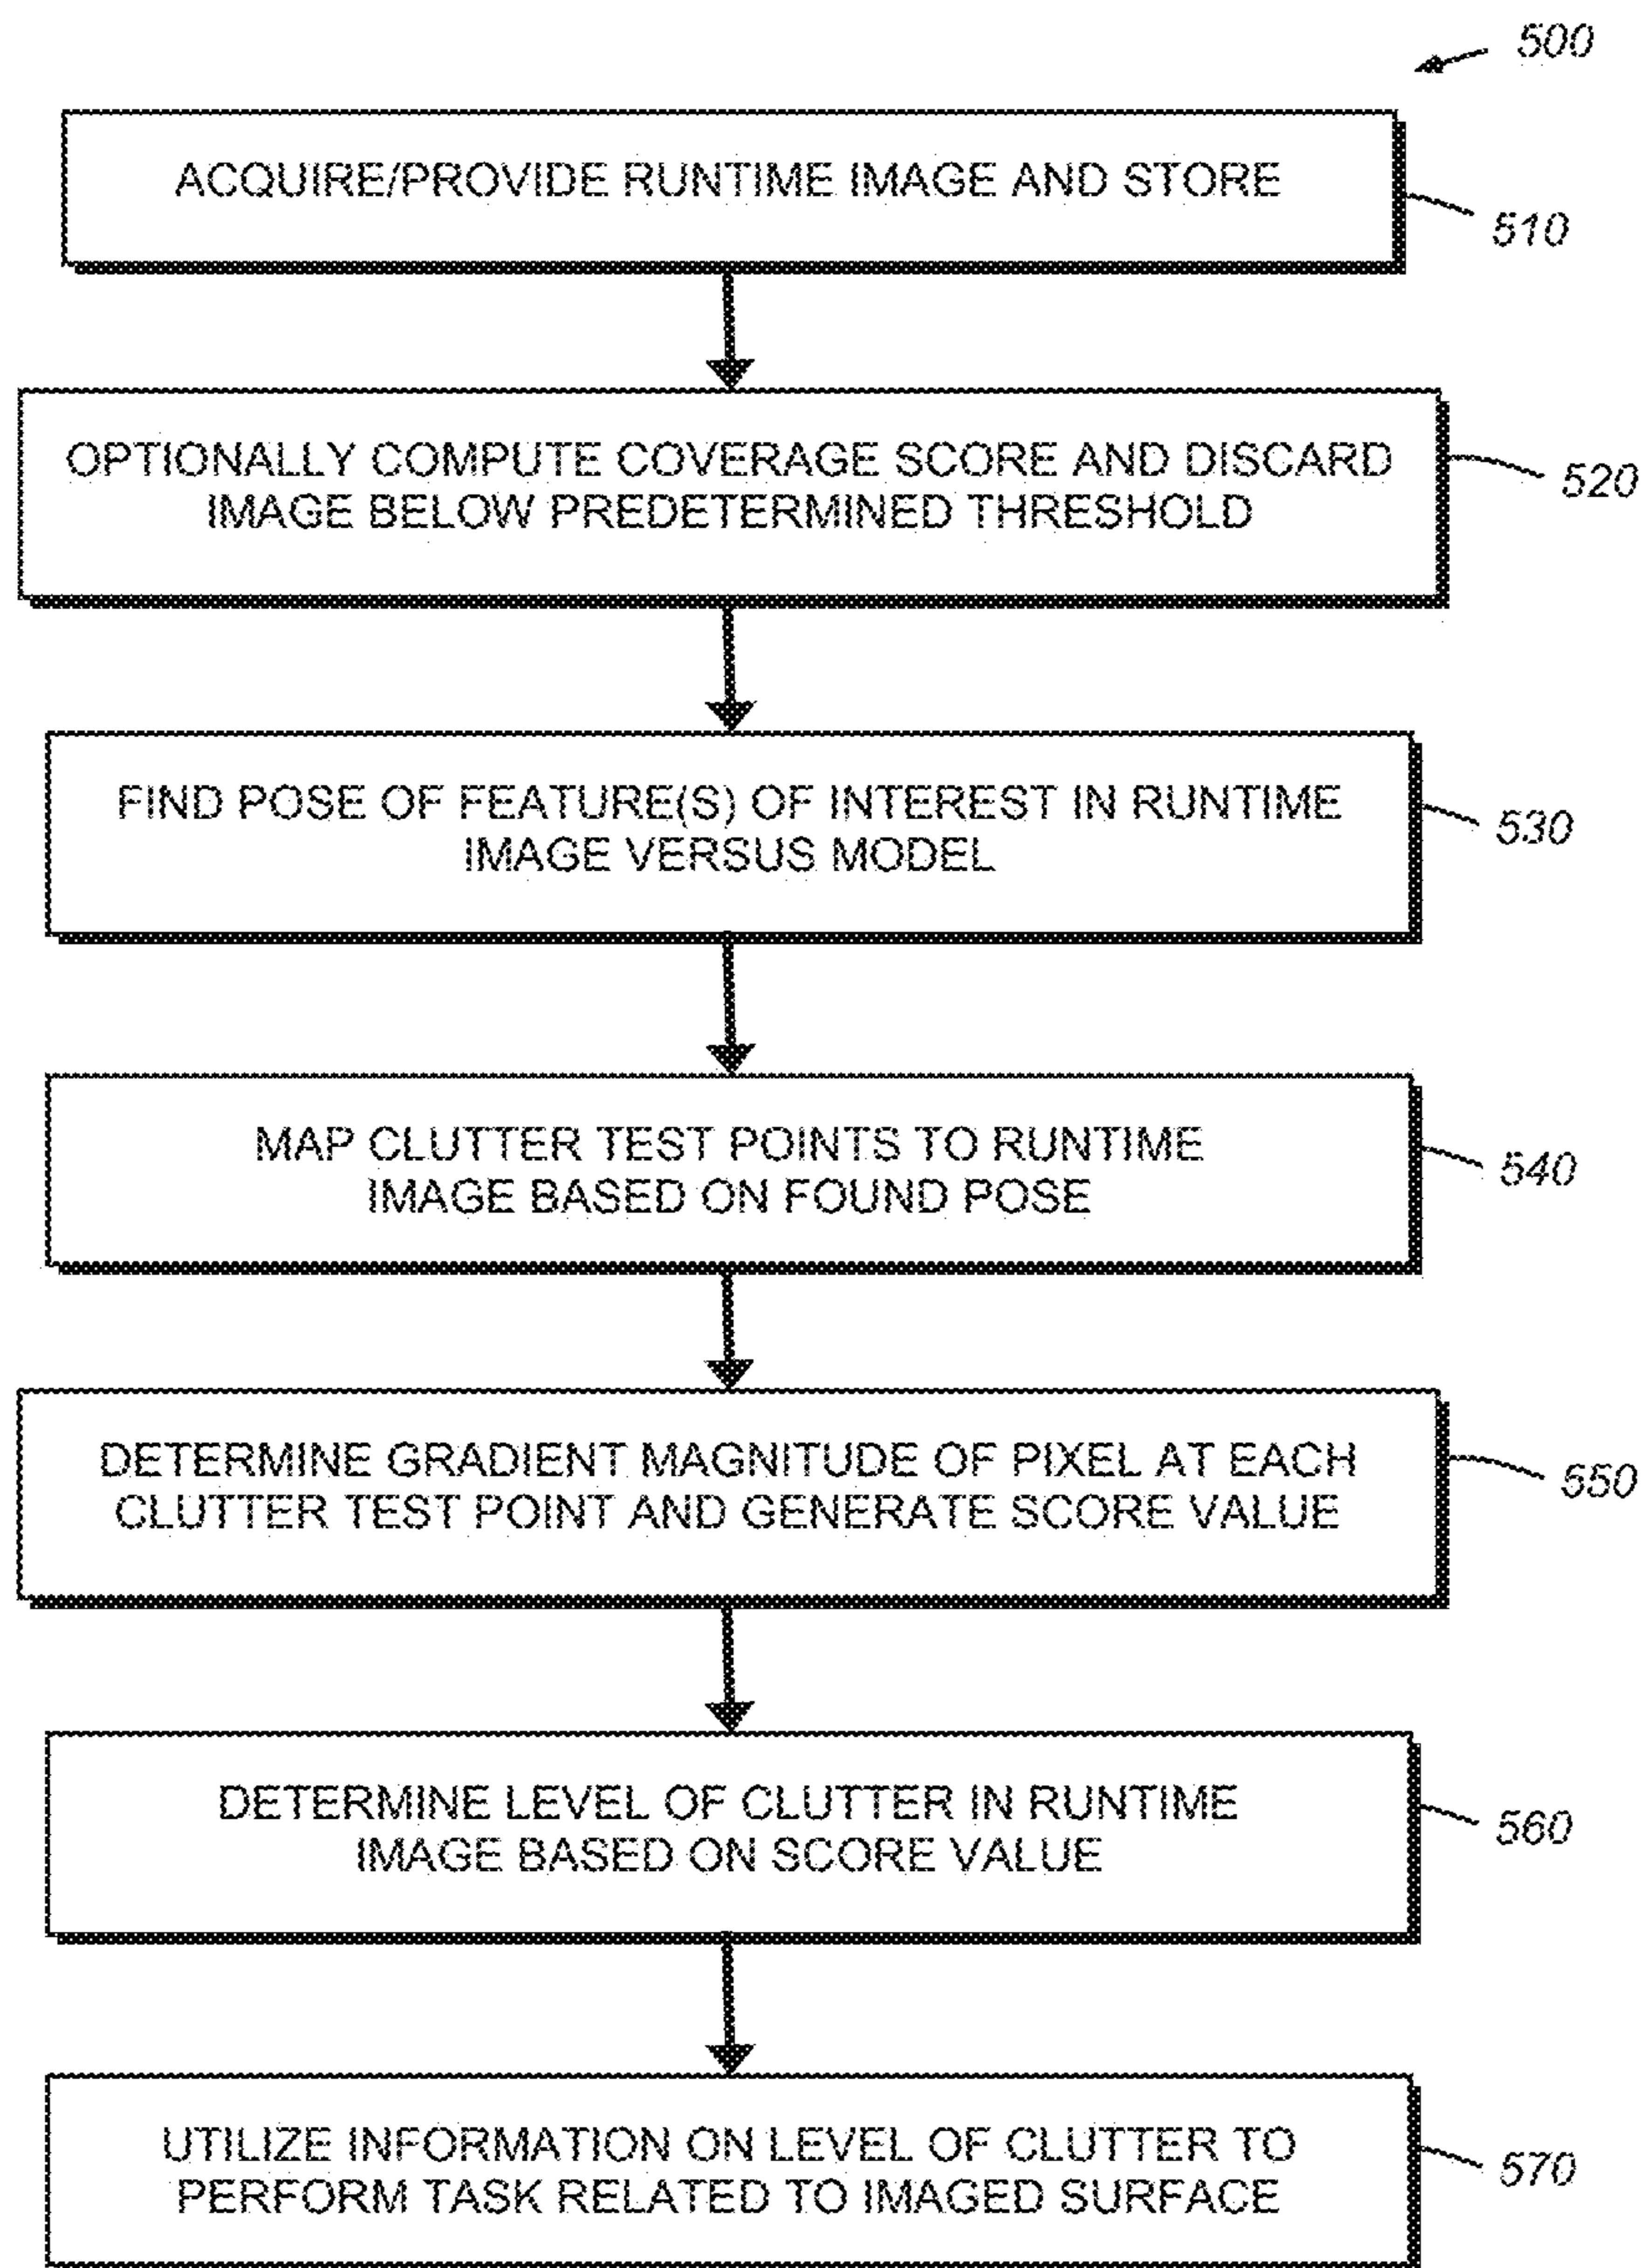 500
ACQUIRE/PROVIDE RUNTIME IMAGE AND STORE
510
OPTIONALLY COMPUTE COVERAGE SCORE AND DISCARD
IMAGE BELOW PREDETERMINED THRESHOLD
520
FIND POSE OF FEATURE(S) OF INTEREST IN RUNTIME
IMAGE VERSUS MODEL
530
MAP CLUTTER TEST POINTS TO RUNTIME
IMAGE BASED ON FOUND POSE
540
DETERMINE GRADIENT MAGNITUDE OF PIXEL AT EACH
CLUTTER TEST POINT AND GENERATE SCORE VALUE
550
DETERMINE LEVEL OF CLUTTER IN RUNTIME
IMAGE BASED ON SCORE VALUE
560
UTILIZE INFORMATION ON LEVEL OF CLUTTER TO
PERFORM TASK RELATED TO IMAGED SURFACE
570